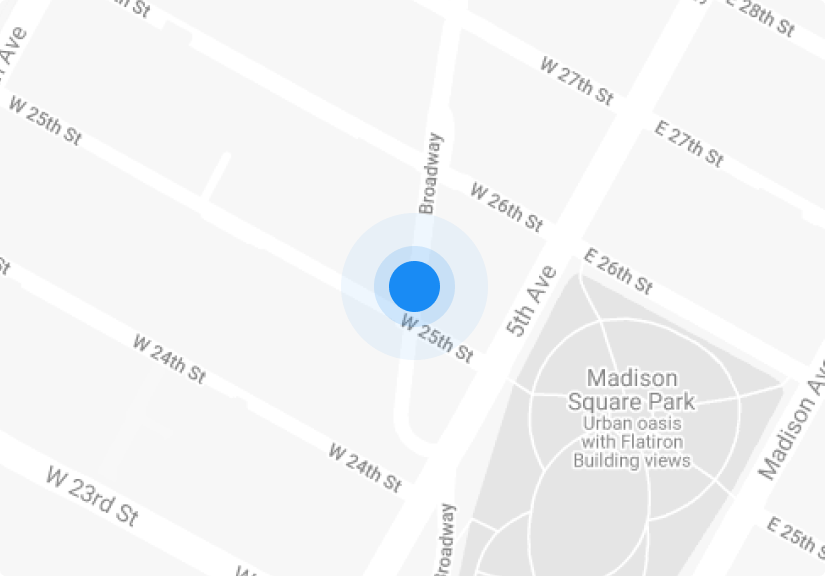 E 28th St
W 27th St
E 27th St
W 25th St
Broadway
W 26th St
E 26th St
5th Ave
W 25th St
W 24th St
Madison
Square Park
Urban oasis
with Flatiron
Building views
Madison Ave
W 24th St
W 23rd St
Broadway
E 25th St